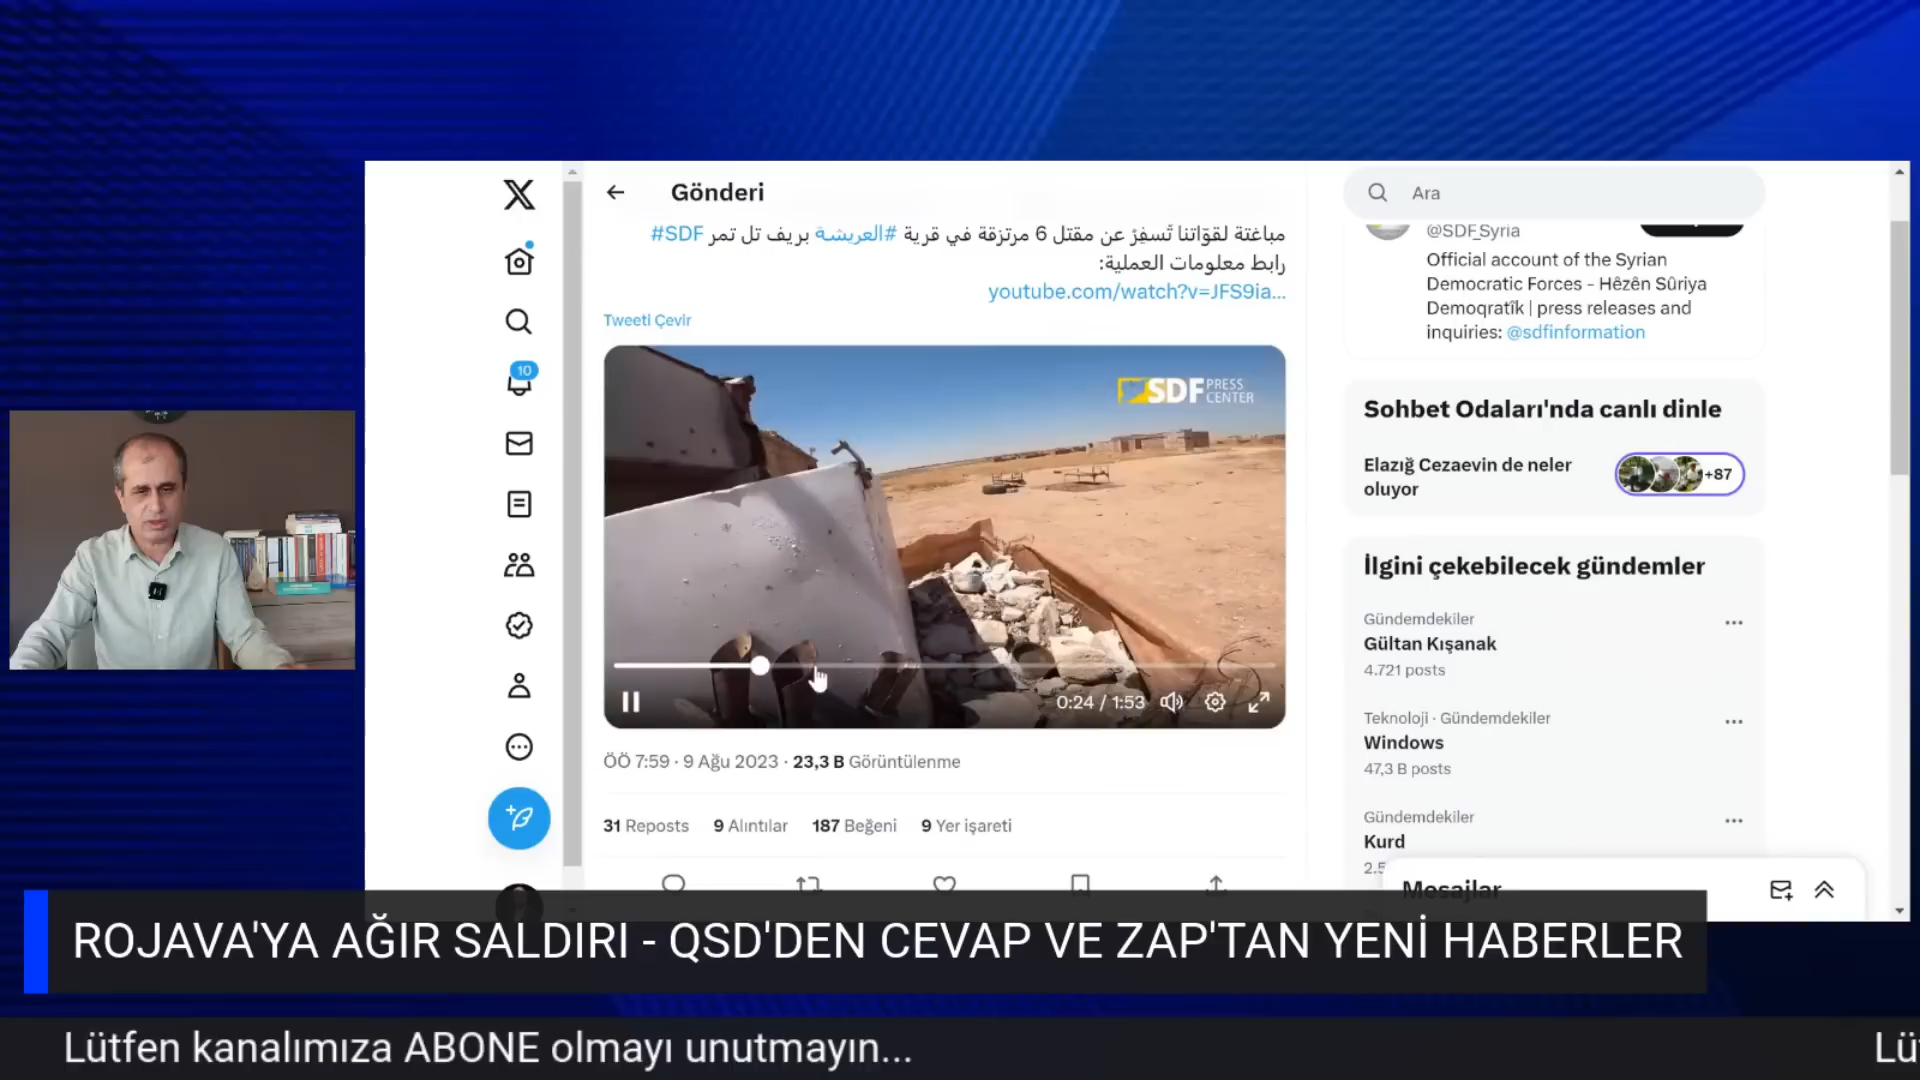 Gönderi
مباغتة لقوّاتنا تُسفِرُ عن مقتل 6 مرتزقة في قرية #العريشة بريف تل تمر #SDF
رابط معلومات العملية:
youtube.com/watch?v=JFS9ia...
Tweeti Çevir
SDF PRESS CENTER
0:24 / 1:53
ÖÖ 7:59 · 9 Ağu 2023 · 23,3 B Görüntülenme
31 Reposts 9 Alıntılar 187 Beğeni 9 Yer işareti
10
Ara
@SDF_Syria
Official account of the Syrian
Democratic Forces - Hêzên Sûriya
Demoqratîk | press releases and
inquiries: @sdfinformation
Sohbet Odaları'nda canlı dinle
Elazığ Cezaevin de neler
oluyor
+87
İlgini çekebilecek gündemler
Gündemdekiler
Gültan Kışanak
4.721 posts
Teknoloji · Gündemdekiler
Windows
47,3 B posts
Gündemdekiler
Kurd
Mesajlar
ROJAVA'YA AĞIR SALDIRI - QSD'DEN CEVAP VE ZAP'TAN YENİ HABERLER
Lütfen kanalımıza ABONE olmayı unutmayın...